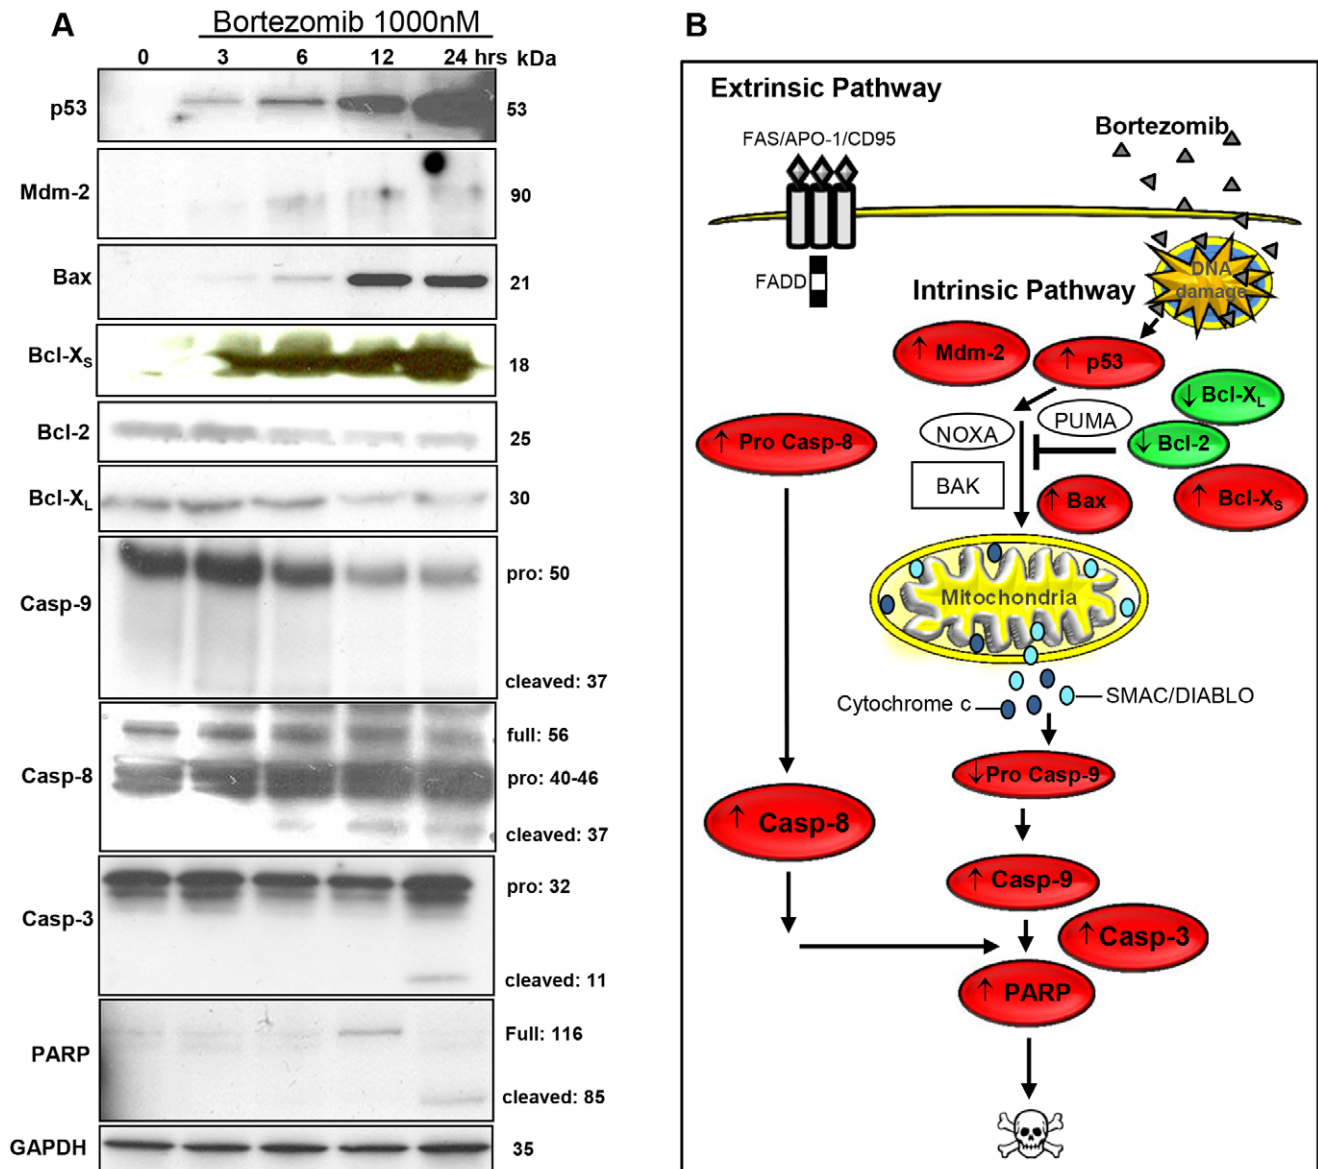 A
Bortezomib 1000nM
0 3 6 12 24 hrs kDa
p53 53
Mdm-2 90
Bax 21
Bcl-XS 18
Bcl-2 25
Bcl-XL 30
Casp-9
pro: 50
cleaved: 37
Casp-8
full: 56
pro: 40-46
cleaved: 37
Casp-3
pro: 32
cleaved: 11
PARP
Full: 116
cleaved: 85
GAPDH 35
B
Extrinsic Pathway
FAS/APO-1/CD95
Bortezomib
FADD
DNA
damage
Intrinsic Pathway
↑ Mdm-2
↑ p53
↓ Bcl-XL
↓ Bcl-2
↑ Bcl-XS
NOXA
PUMA
BAK
↑ Bax
↑ Pro Casp-8
Mitochondria
Cytochrome c
SMAC/DIABLO
↓ Pro Casp-9
↑ Casp-8
↑ Casp-9
↑ Casp-3
↑ PARP